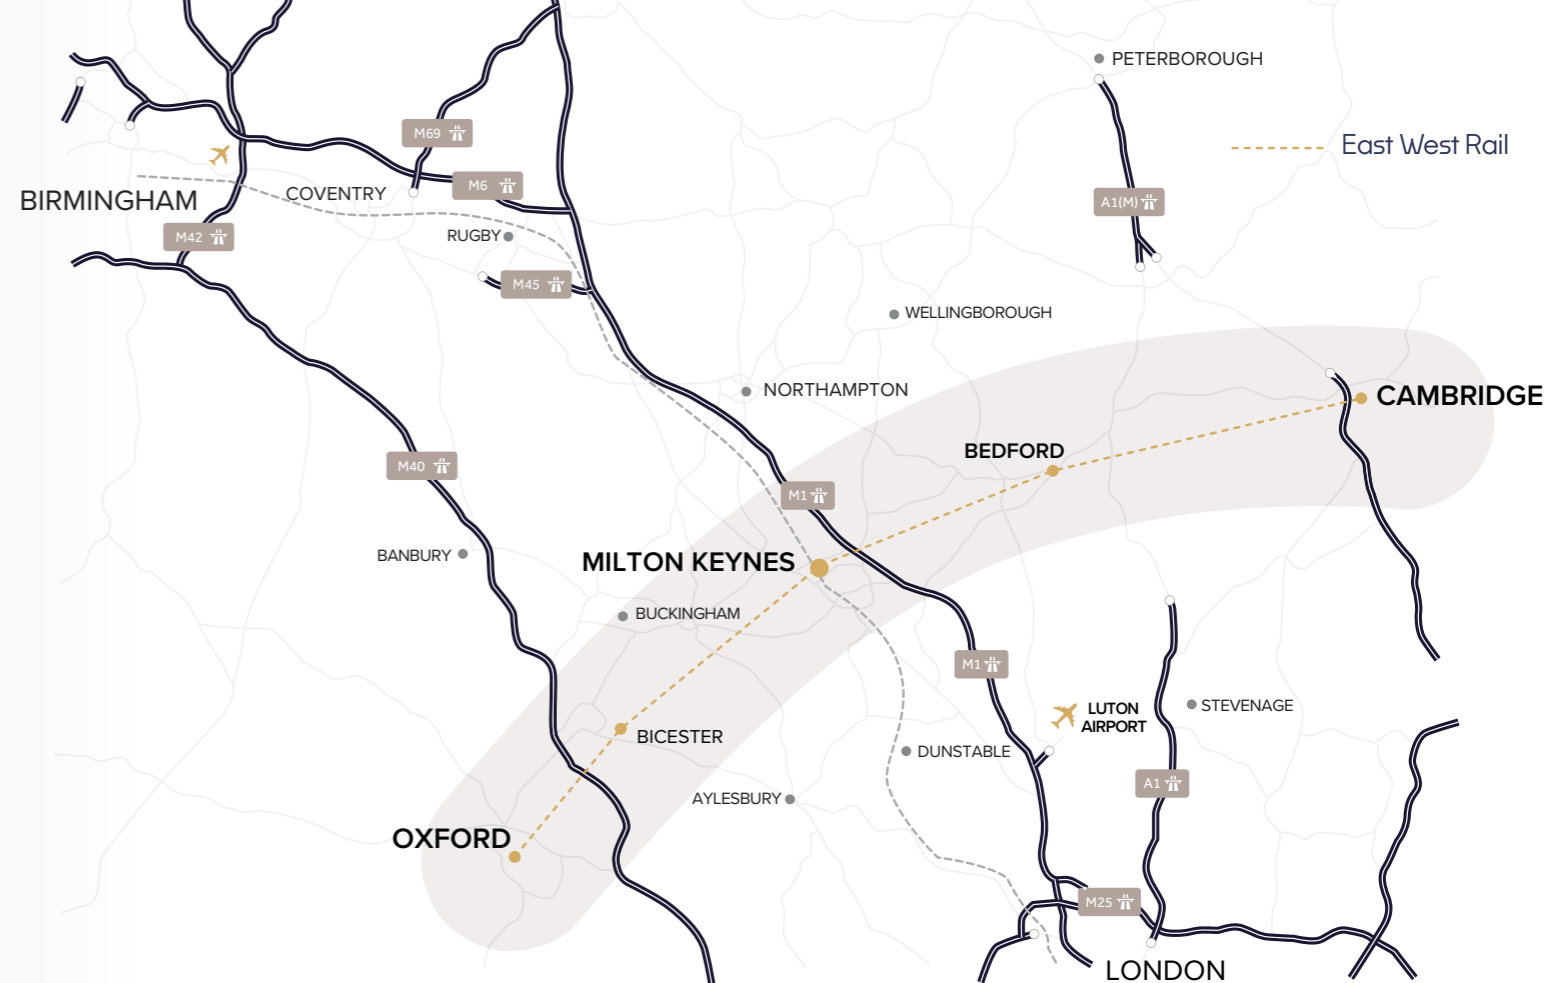 PETERBOROUGH
East West Rail
M69
M6
COVENTRY
BIRMINGHAM
A1(M)
M42
RUGBY
M45
WELLINGBOROUGH
NORTHAMPTON
CAMBRIDGE
BEDFORD
M40
M1
BANBURY
MILTON KEYNES
BUCKINGHAM
M1
LUTON
AIRPORT
STEVENAGE
BICESTER
DUNSTABLE
A1
AYLESBURY
OXFORD
M25
LONDON